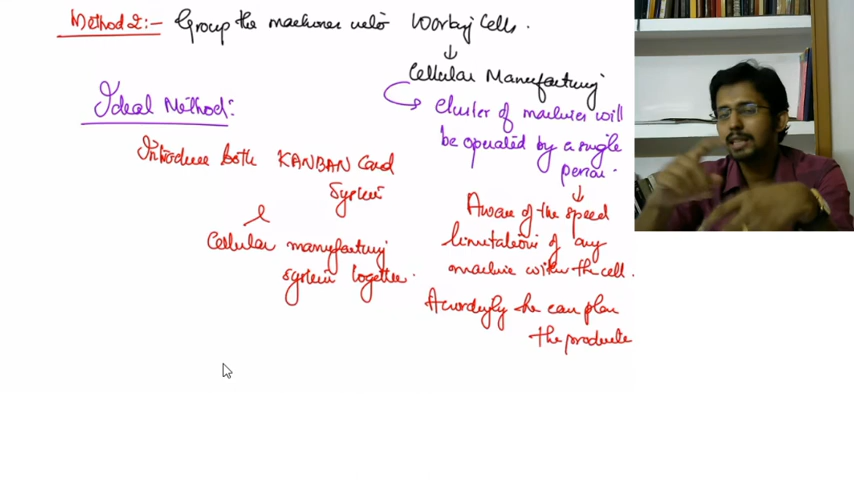 Method 2:- Group the machines into working cells.
↓
Cellular Manufacturing
Ideal Method:
→ cluster of machines will
be operated by a single
person.
↓
Introduce both KANBAN Card
System
&
Cellular manufacturing
system together.
Aware of the speed
limitations of any
machine within the cell.
Accordingly he can plan
the products